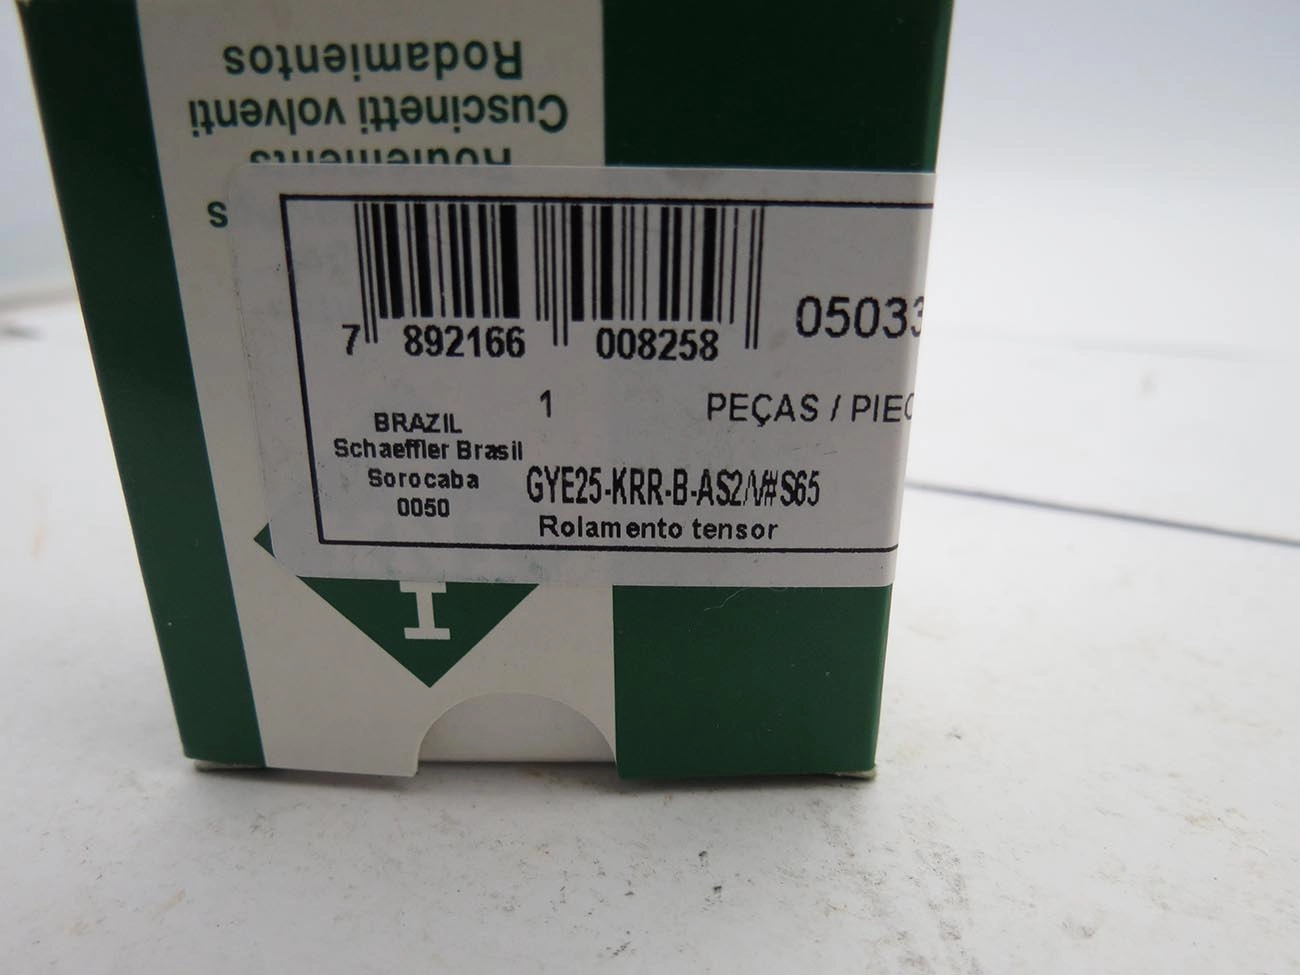 Rodamientos
Cuscinetti volventi
Roulements
s
7 892166 008258
05033
1 PEÇAS / PIEC
BRAZIL
Schaeffler Brasil
Sorocaba
0050
GYE25-KRR-B-AS2/V#S65
Rolamento tensor